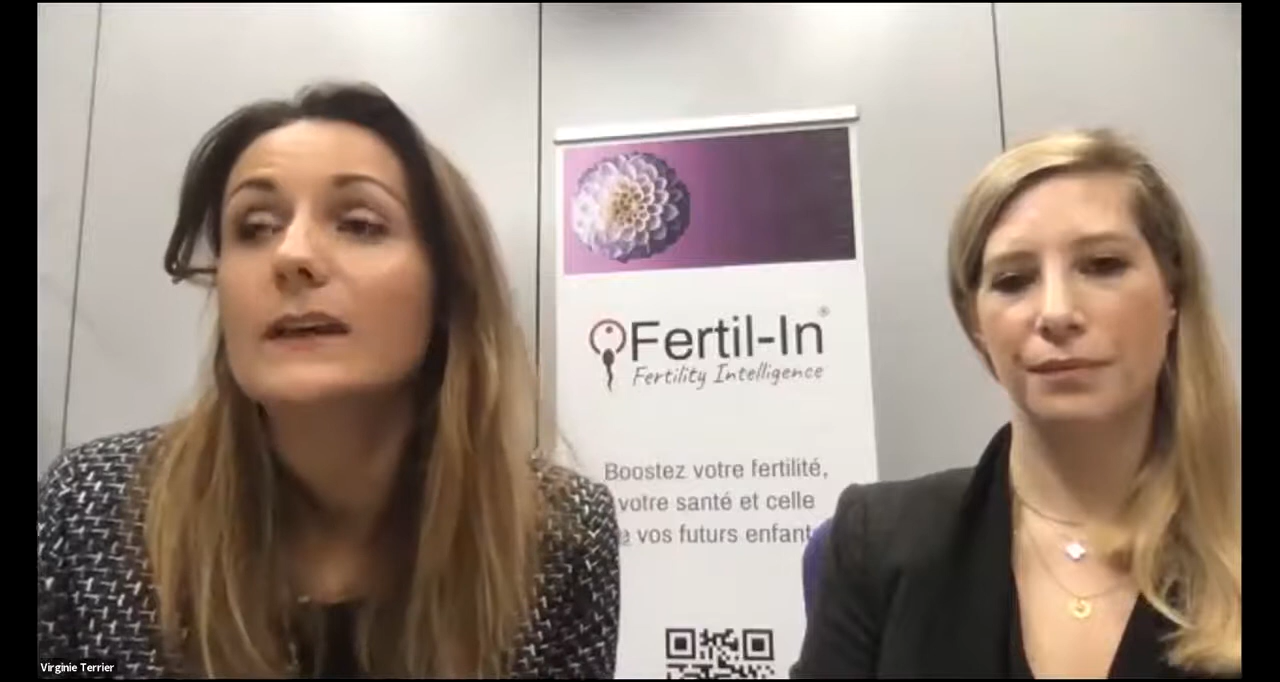 Fertil-In®
Fertility Intelligence
Boostez votre fertilité,
votre santé et celle
vos futurs enfant
Virginie Terrier